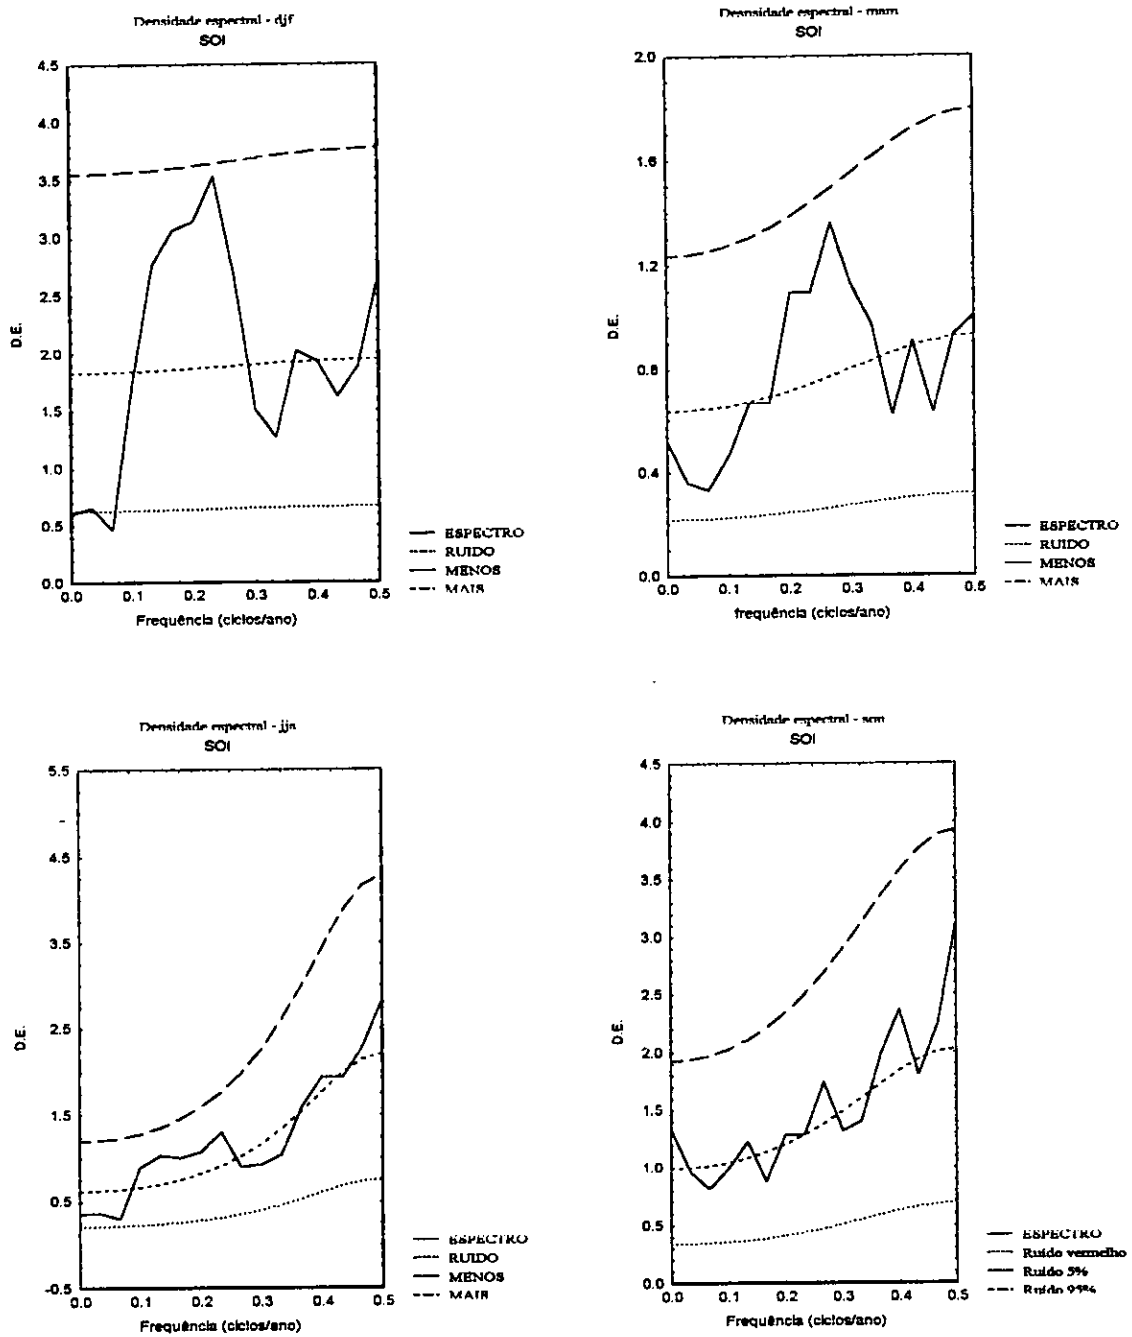 Densidade espectral - djf
SOI
4.5
4.0
3.5
3.0
2.5
2.0
1.5
1.0
0.5
0.0
D.E.
0.0 0.1 0.2 0.3 0.4 0.5
Frequência (ciclos/ano)
ESPECTRO
RUIDO
MENOS
MAIS
Densidade espectral - mam
SOI
2.0
1.6
1.2
0.8
0.4
0.0
D.E.
0.0 0.1 0.2 0.3 0.4 0.5
frequência (ciclos/ano)
ESPECTRO
RUIDO
MENOS
MAIS
Densidade espectral - jja
SOI
5.5
4.5
3.5
2.5
1.5
0.5
-0.5
D.E.
0.0 0.1 0.2 0.3 0.4 0.5
Frequência (ciclos/ano)
ESPECTRO
RUIDO
MENOS
MAIS
Densidade espectral - son
SOI
4.5
4.0
3.5
3.0
2.5
2.0
1.5
1.0
0.5
0.0
D.E.
0.0 0.1 0.2 0.3 0.4 0.5
Frequência (ciclos/ano)
ESPECTRO
Ruído vermelho
Ruído 5%
Ruído 95%